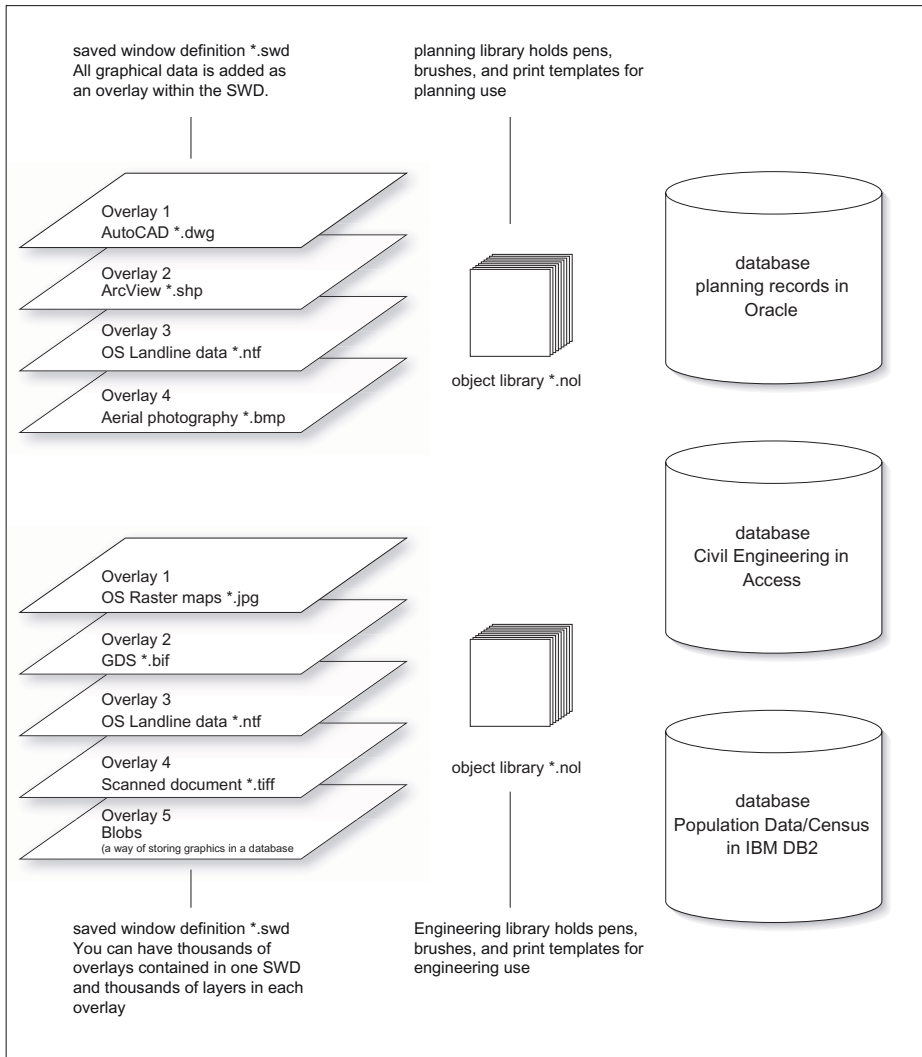 saved window definition *.swd
All graphical data is added as
an overlay within the SWD.
planning library holds pens,
brushes, and print templates for
planning use
Overlay 1
AutoCAD *.dwg
Overlay 2
ArcView *.shp
Overlay 3
OS Landline data *.ntf
Overlay 4
Aerial photography *.bmp
object library *.nol
database
planning records in
Oracle
database
Civil Engineering in
Access
Overlay 1
OS Raster maps *.jpg
Overlay 2
GDS *.bif
Overlay 3
OS Landline data *.ntf
Overlay 4
Scanned document *.tiff
Overlay 5
Blobs
(a way of storing graphics in a database
object library *.nol
database
Population Data/Census
in IBM DB2
saved window definition *.swd
You can have thousands of
overlays contained in one SWD
and thousands of layers in each
overlay
Engineering library holds pens,
brushes, and print templates for
engineering use